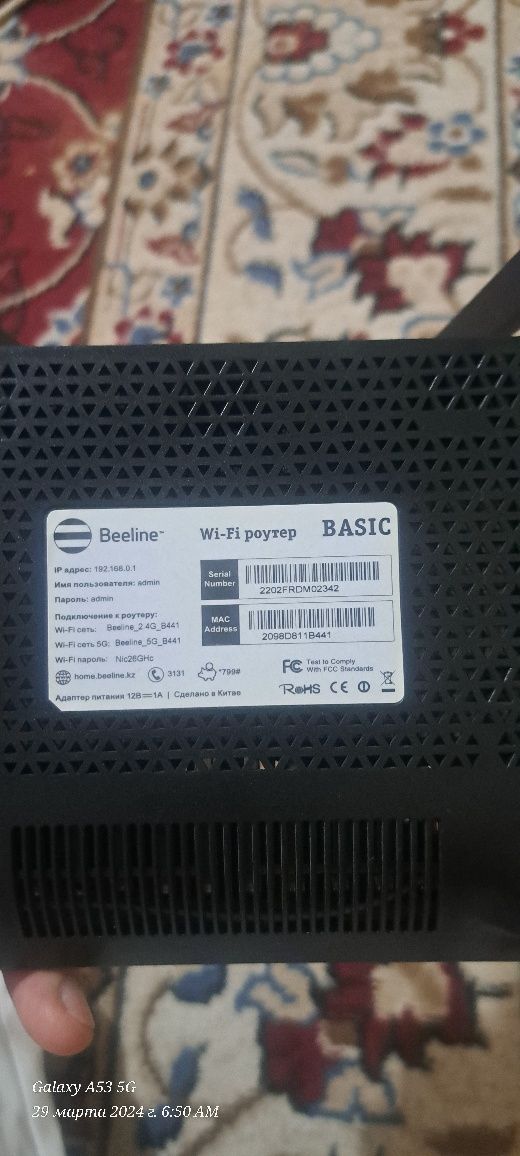 Beeline™
Wi-Fi роутер BASIC
IP адрес: 192.168.0.1
Имя пользователя: admin
Пароль: admin
Подключение к роутеру:
Wi-Fi сеть: Beeline_2.4G_B441
Wi-Fi сеть 5G: Beeline_5G_B441
Wi-Fi пароль: Nic26GHc
home.beeline.kz 3131 *799#
Адаптер питания 12В⎓1А | Сделано в Китае
Serial Number
2202FRDM02342
MAC Address
2098D811B441
FC Test to Comply
With FCC Standards
RoHS CE
Galaxy A53 5G
29 марта 2024 г. 6:50 AM